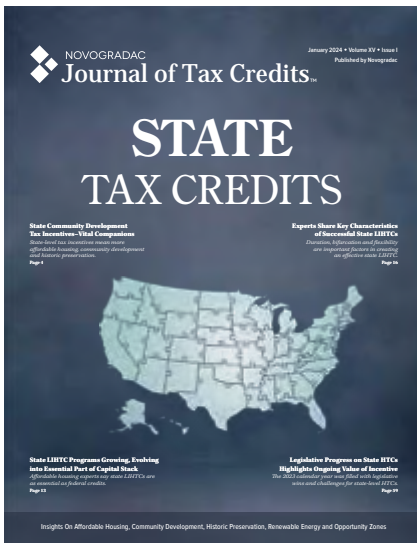 NOVOGRADAC
Journal of Tax Credits™
January 2024 • Volume XV • Issue I
Published by Novogradac
STATE
TAX CREDITS
State Community Development
Tax Incentives–Vital Companions
State-level tax incentives mean more
affordable housing, community development
and historic preservation.
Page 4
Experts Share Key Characteristics
of Successful State LIHTCs
Duration, bifurcation and flexibility
are important factors in creating
an effective state LIHTC.
Page 16
State LIHTC Programs Growing, Evolving
into Essential Part of Capital Stack
Affordable housing experts say state LIHTCs are
as essential as federal credits.
Page 12
Legislative Progress on State HTCs
Highlights Ongoing Value of Incentive
The 2023 calendar year was filled with legislative
wins and challenges for state-level HTCs.
Insights On Affordable Housing, Community Development, Historic Preservation, Renewable Energy and Opportunity Zones